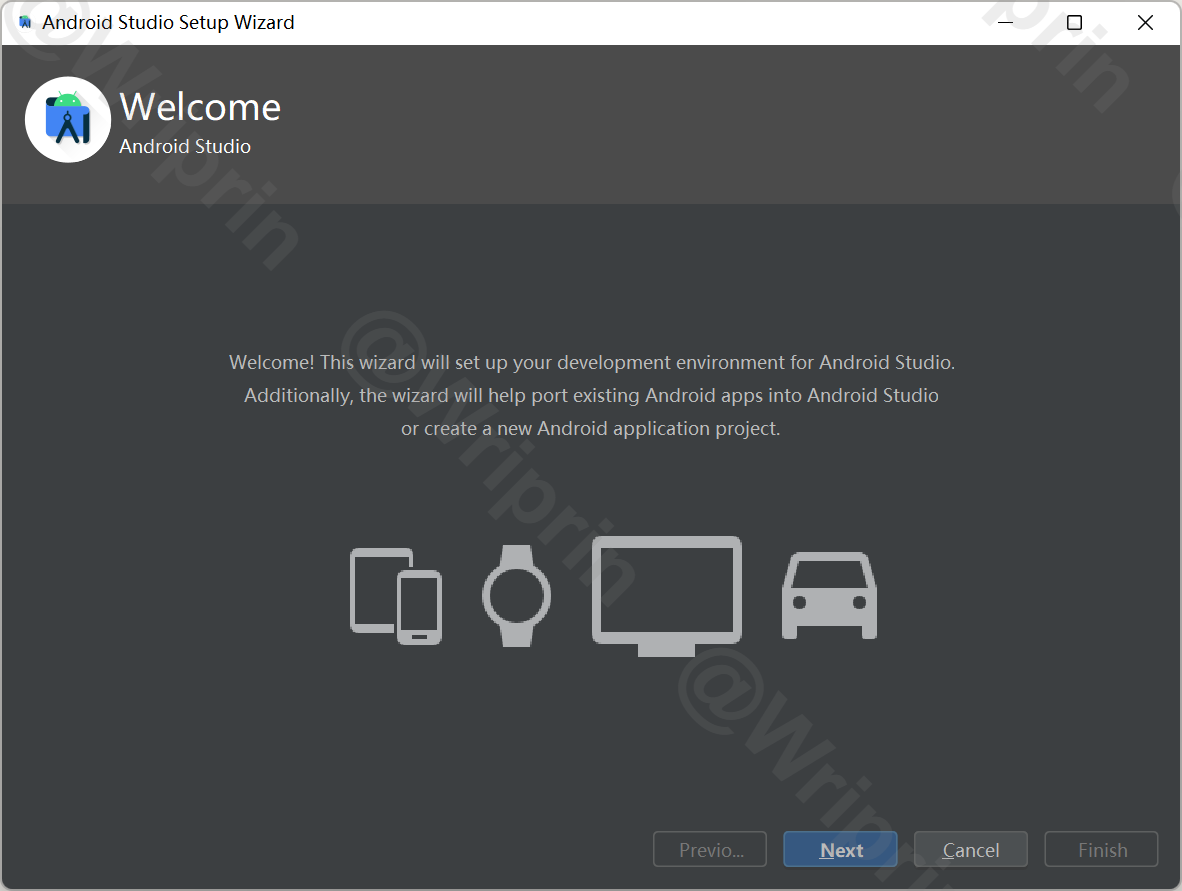 Android Studio Setup Wizard
Welcome
Android Studio
Welcome! This wizard will set up your development environment for Android Studio.
Additionally, the wizard will help port existing Android apps into Android Studio
or create a new Android application project.
Previo... Next Cancel Finish
@Wriprin
@Wriprin
@Wriprin
prin